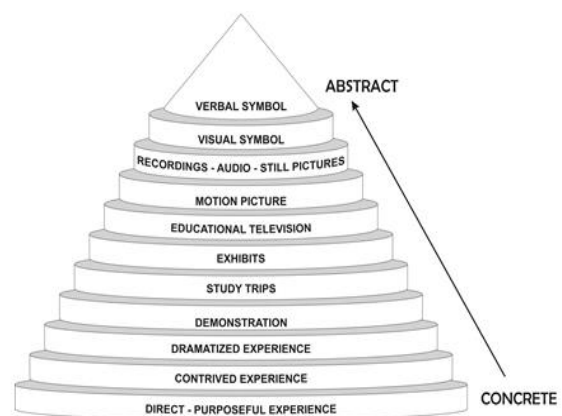 ABSTRACT
VERBAL SYMBOL
VISUAL SYMBOL
RECORDINGS - AUDIO - STILL PICTURES
MOTION PICTURE
EDUCATIONAL TELEVISION
EXHIBITS
STUDY TRIPS
DEMONSTRATION
DRAMATIZED EXPERIENCE
CONTRIVED EXPERIENCE
CONCRETE
DIRECT - PURPOSEFUL EXPERIENCE